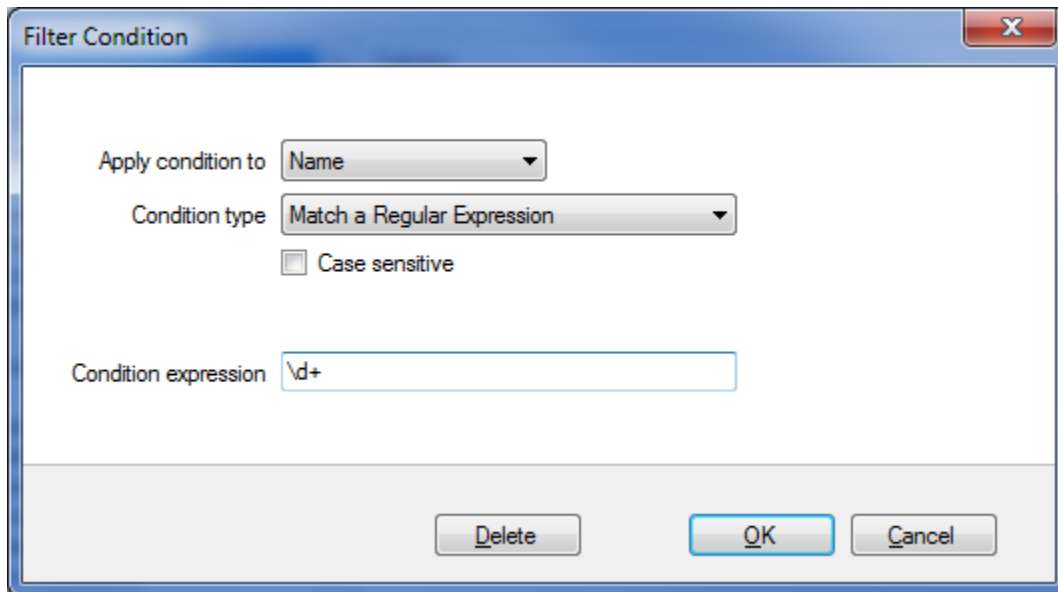 Filter Condition
Apply condition to Name
Condition type Match a Regular Expression
Case sensitive
Condition expression \d+
Delete OK Cancel